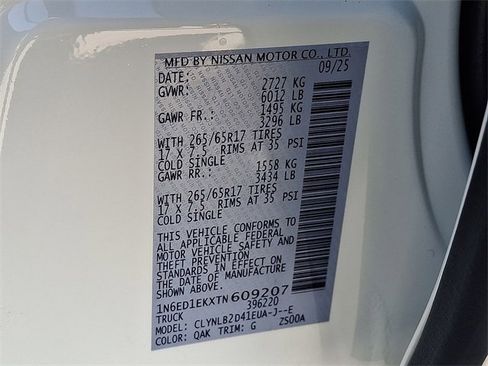 MFD BY NISSAN MOTOR CO., LTD.
DATE: 09/25
GVWR: 2727 KG
6012 LB
GAWR FR.: 1495 KG
3296 LB
WITH 265/65R17 TIRES
17 X 7.5 RIMS AT 35 PSI
COLD SINGLE
GAWR RR.: 1558 KG
3434 LB
WITH 265/65R17 TIRES
17 X 7.5 RIMS AT 35 PSI
COLD SINGLE
THIS VEHICLE CONFORMS TO
ALL APPLICABLE FEDERAL
MOTOR VEHICLE SAFETY AND
THEFT PREVENTION
STANDARDS IN EFFECT ON
THE DATE OF MANUFACTURE
SHOWN ABOVE.
1N6ED1EKXTN609207
TRUCK 396220
MODEL: CLYNLB2D41EUA-J--E
COLOR: QAK TRIM: G ZS00A